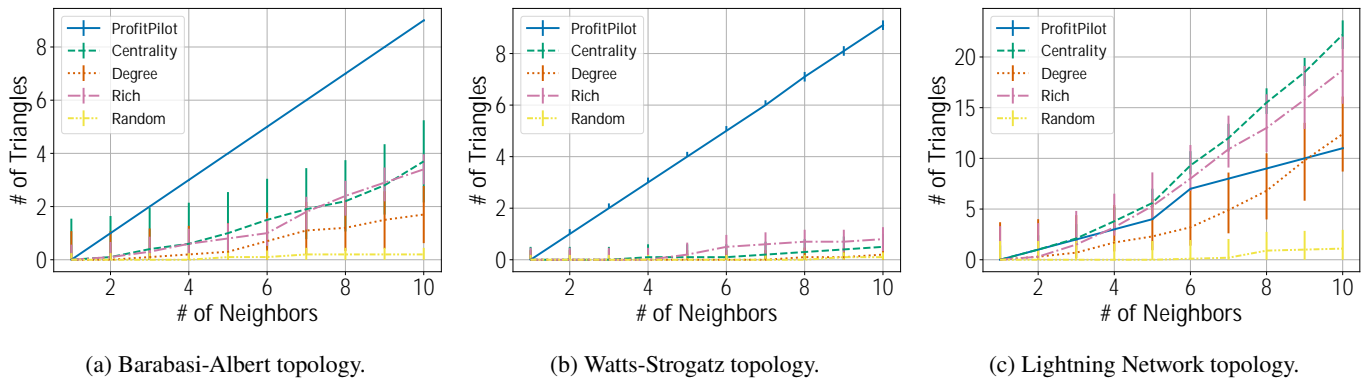 ProfitPilot
Centrality
Degree
Rich
Random
# of Triangles
8
6
4
2
0
2
4
6
8
10
# of Neighbors
(a) Barabasi-Albert topology.
ProfitPilot
Centrality
Degree
Rich
Random
# of Triangles
8
6
4
2
0
2
4
6
8
10
# of Neighbors
(b) Watts-Strogatz topology.
ProfitPilot
Centrality
Degree
Rich
Random
# of Triangles
20
15
10
5
0
2
4
6
8
10
# of Neighbors
(c) Lightning Network topology.